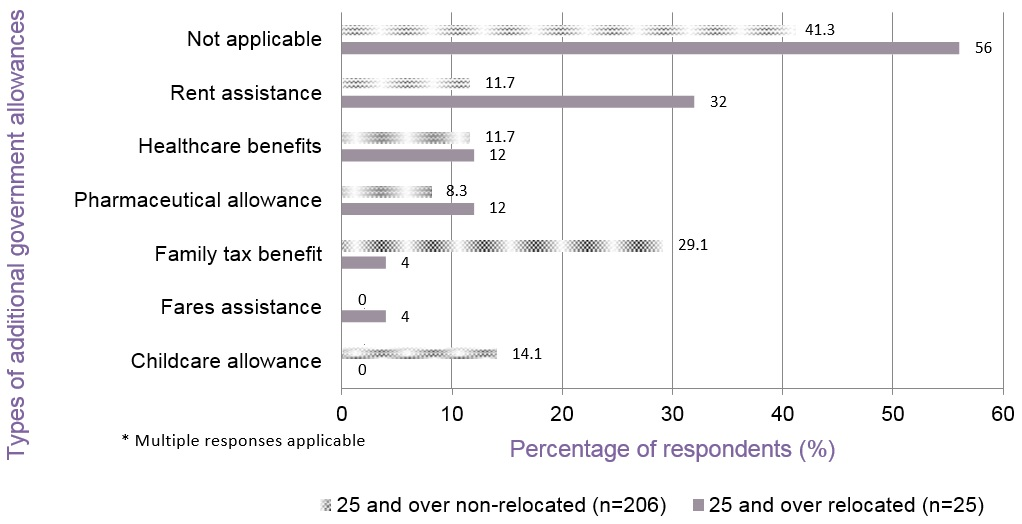 Types of additional government allowances
Not applicable
41.3
56
Rent assistance
11.7
32
Healthcare benefits
11.7
12
Pharmaceutical allowance
8.3
12
Family tax benefit
29.1
4
Fares assistance
0
4
Childcare allowance
14.1
0
0 10 20 30 40 50 60
* Multiple responses applicable
Percentage of respondents (%)
25 and over non-relocated (n=206) 25 and over relocated (n=25)